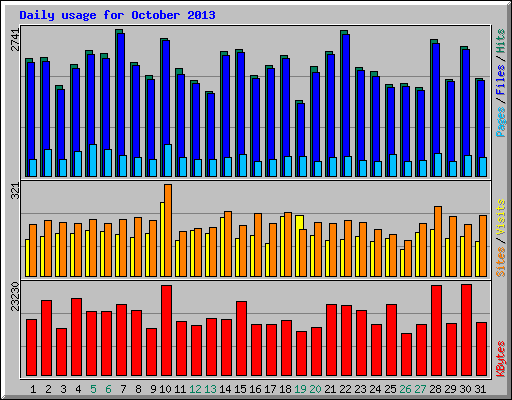 Daily usage for October 2013
2741
Pages / Files / Hits
321
Sites / Visits
23230
KBytes
1 2 3 4 5 6 7 8 9 10 11 12 13 14 15 16 17 18 19 20 21 22 23 24 25 26 27 28 29 30 31